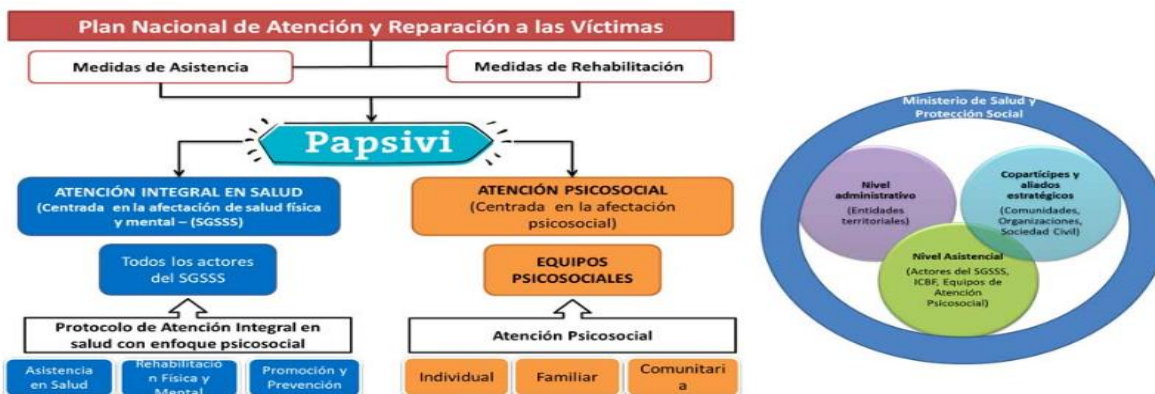 Plan Nacional de Atención y Reparación a las Víctimas
Medidas de Asistencia
Medidas de Rehabilitación
Papsivi
ATENCIÓN INTEGRAL EN SALUD
(Centrada en la afectación de salud física
y mental – (SGSSS)
Todos los actores
del SGSSS
Protocolo de Atención Integral en
salud con enfoque psicosocial
Asistencia
en Salud
Rehabilitació
n Física y
Mental
Promoción y
Prevención
ATENCIÓN PSICOSOCIAL
(Centrada en la afectación
psicosocial)
EQUIPOS
PSICOSOCIALES
Atención Psicosocial
Individual
Familiar
Comunitari
a
Ministerio de Salud y
Protección Social
Nivel
administrativo
(Entidades
territoriales)
Copartícipes y
aliados
estratégicos
(Comunidades,
Organizaciones,
Sociedad Civil)
Nivel Asistencial
(Actores del SGSSS,
ICBF, Equipos de
Atención
Psicosocial)